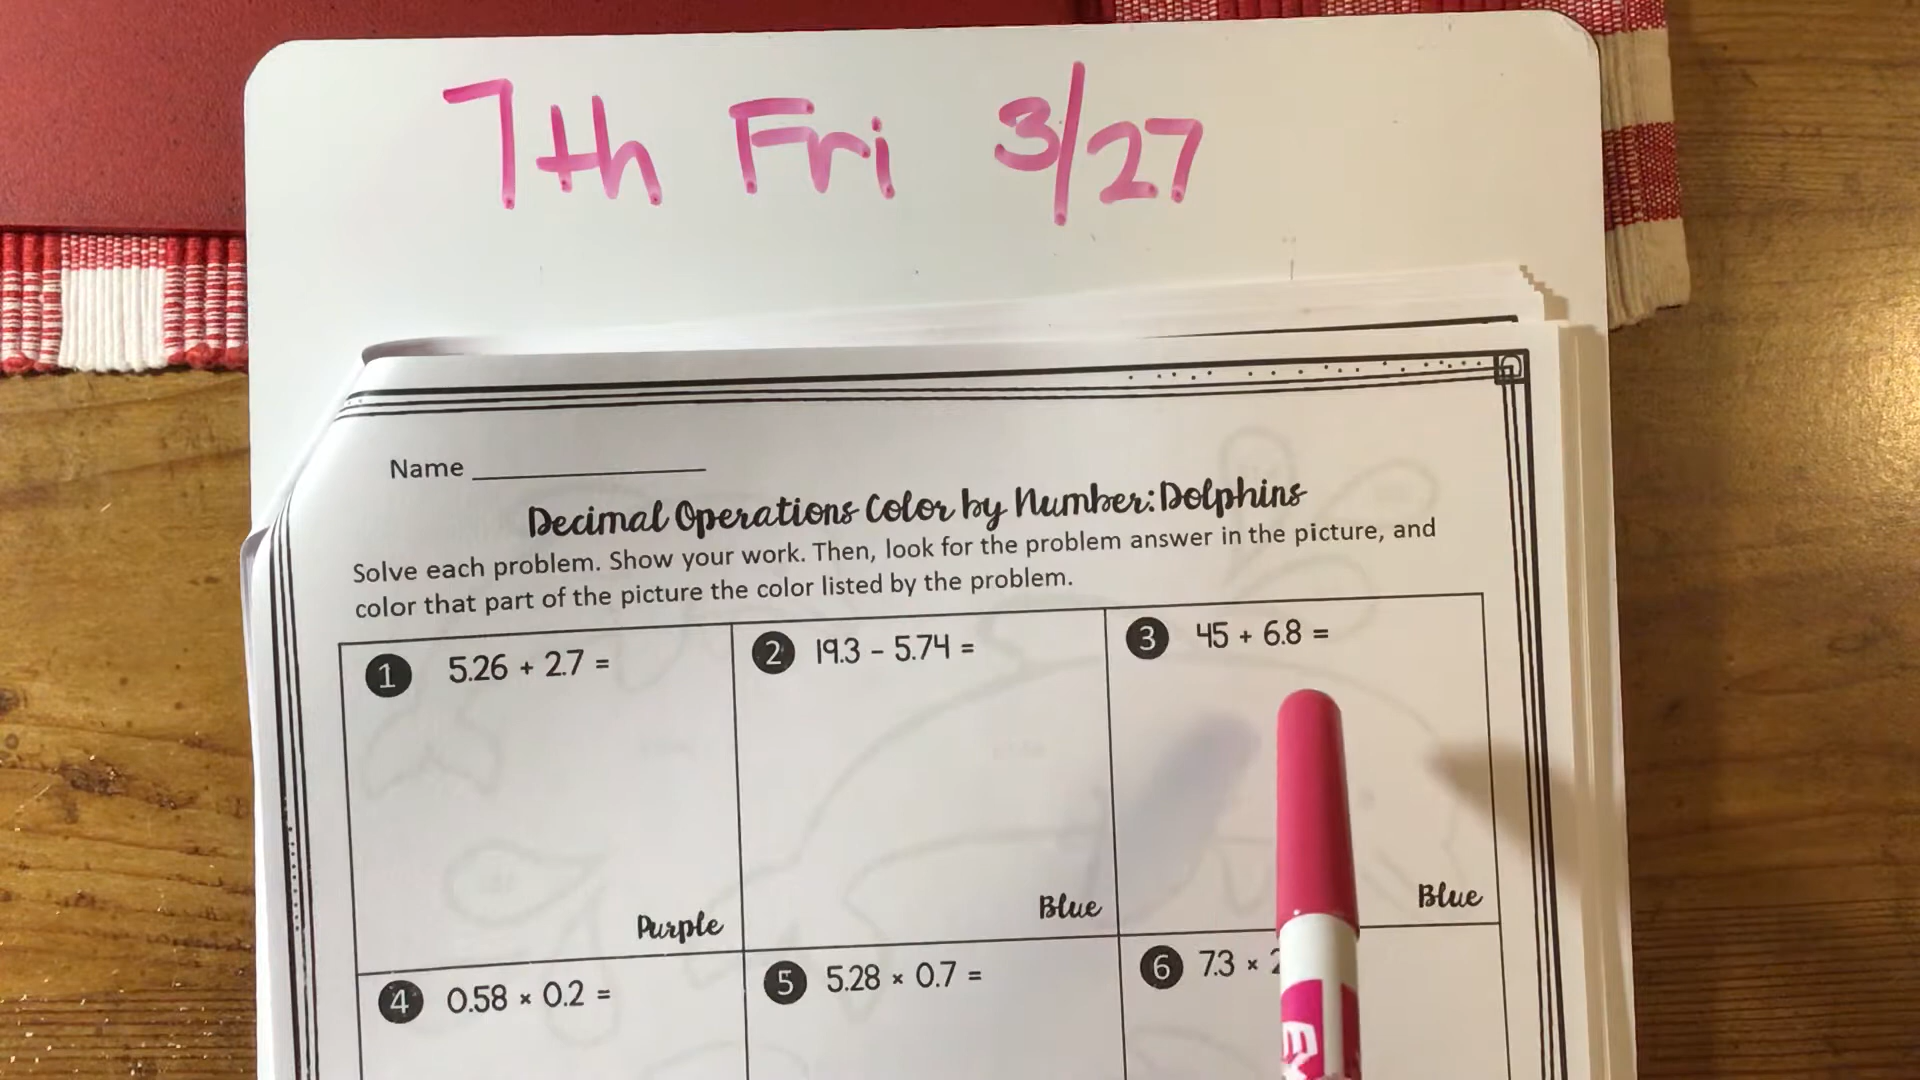 7th Fri 3/27
Name
Decimal Operations Color by Number: Dolphins
Solve each problem. Show your work. Then, look for the problem answer in the picture, and
color that part of the picture the color listed by the problem.
1 5.26 + 2.7 =
2 19.3 - 5.74 =
3 45 + 6.8 =
Purple
Blue
Blue
4 0.58 × 0.2 =
5 5.28 × 0.7 =
6 7.3 ×